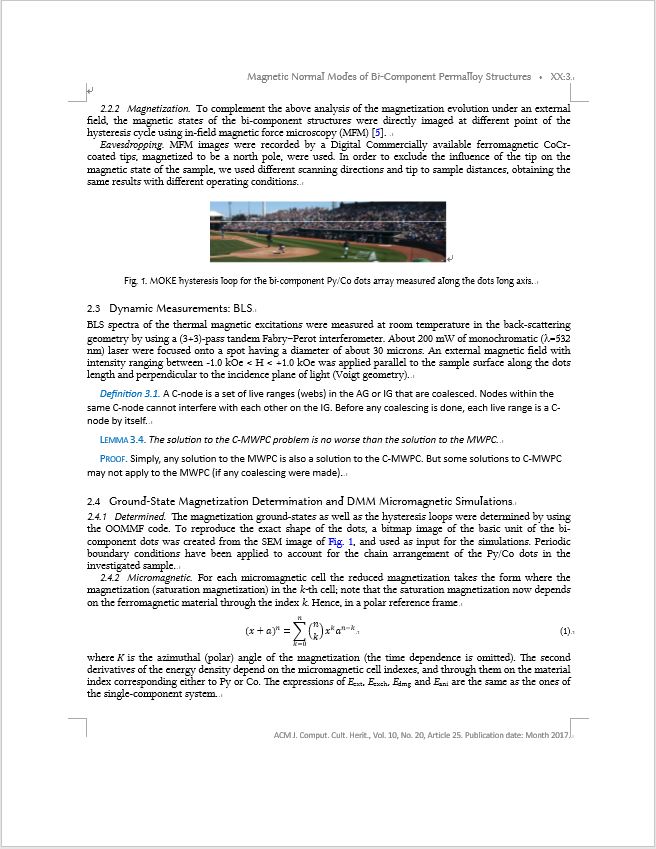 Magnetic Normal Modes of Bi-Component Permalloy Structures • XX:3
2.2.2 Magnetization. To complement the above analysis of the magnetization evolution under an external
field, the magnetic states of the bi-component structures were directly imaged at different point of the
hysteresis cycle using in-field magnetic force microscopy (MFM) [5].
Eavesdropping. MFM images were recorded by a Digital Commercially available ferromagnetic CoCr-
coated tips, magnetized to be a north pole, were used. In order to exclude the influence of the tip on the
magnetic state of the sample, we used different scanning directions and tip to sample distances, obtaining the
same results with different operating conditions.
Fig. 1. MOKE hysteresis loop for the bi-component Py/Co dots array measured along the dots long axis.
2.3 Dynamic Measurements: BLS
BLS spectra of the thermal magnetic excitations were measured at room temperature in the back-scattering
geometry by using a (3+3)-pass tandem Fabry–Perot interferometer. About 200 mW of monochromatic (λ=532
nm) laser were focused onto a spot having a diameter of about 30 microns. An external magnetic field with
intensity ranging between -1.0 kOe < H < +1.0 kOe was applied parallel to the sample surface along the dots
length and perpendicular to the incidence plane of light (Voigt geometry).
Definition 3.1. A C-node is a set of live ranges (webs) in the AG or IG that are coalesced. Nodes within the
same C-node cannot interfere with each other on the IG. Before any coalescing is done, each live range is a C-
node by itself.
LEMMA 3.4. The solution to the C-MWPC problem is no worse than the solution to the MWPC.
PROOF. Simply, any solution to the MWPC is also a solution to the C-MWPC. But some solutions to C-MWPC
may not apply to the MWPC (if any coalescing were made).
2.4 Ground-State Magnetization Determination and DMM Micromagnetic Simulations
2.4.1 Determined. The magnetization ground-states as well as the hysteresis loops were determined by using
the OOMMF code. To reproduce the exact shape of the dots, a bitmap image of the basic unit of the bi-
component dots was created from the SEM image of Fig. 1, and used as input for the simulations. Periodic
boundary conditions have been applied to account for the chain arrangement of the Py/Co dots in the
investigated sample.
2.4.2 Micromagnetic. For each micromagnetic cell the reduced magnetization takes the form where the
magnetization (saturation magnetization) in the k-th cell; note that the saturation magnetization now depends
on the ferromagnetic material through the index k. Hence, in a polar reference frame
(x + a)^n = ∑_{k=0}^{n} (n k) x^k a^{n−k} (1)
where K is the azimuthal (polar) angle of the magnetization (the time dependence is omitted). The second
derivatives of the energy density depend on the micromagnetic cell indexes, and through them on the material
index corresponding either to Py or Co. The expressions of E_ext, E_exch, E_dmg and E_ani are the same as the ones of
the single-component system.
ACM J. Comput. Cult. Herit., Vol. 10, No. 20, Article 25. Publication date: Month 2017.